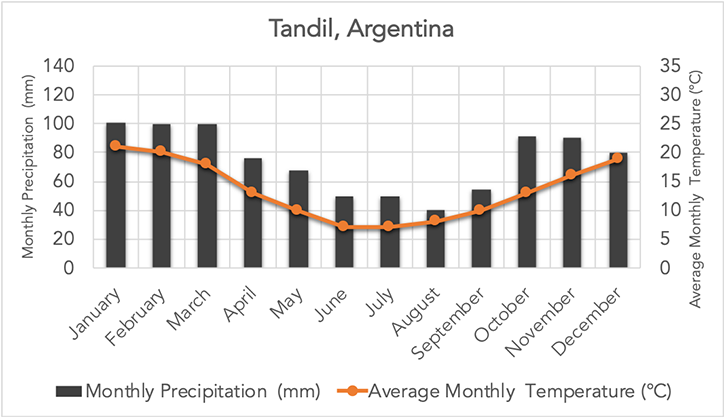 Tandil, Argentina
Monthly Precipitation (mm)
140
120
100
80
60
40
20
0
35
30
25
20
15
10
5
0
Average Monthly Temperature (°C)
January
February
March
April
May
June
July
August
September
October
November
December
Monthly Precipitation (mm)
Average Monthly Temperature (°C)